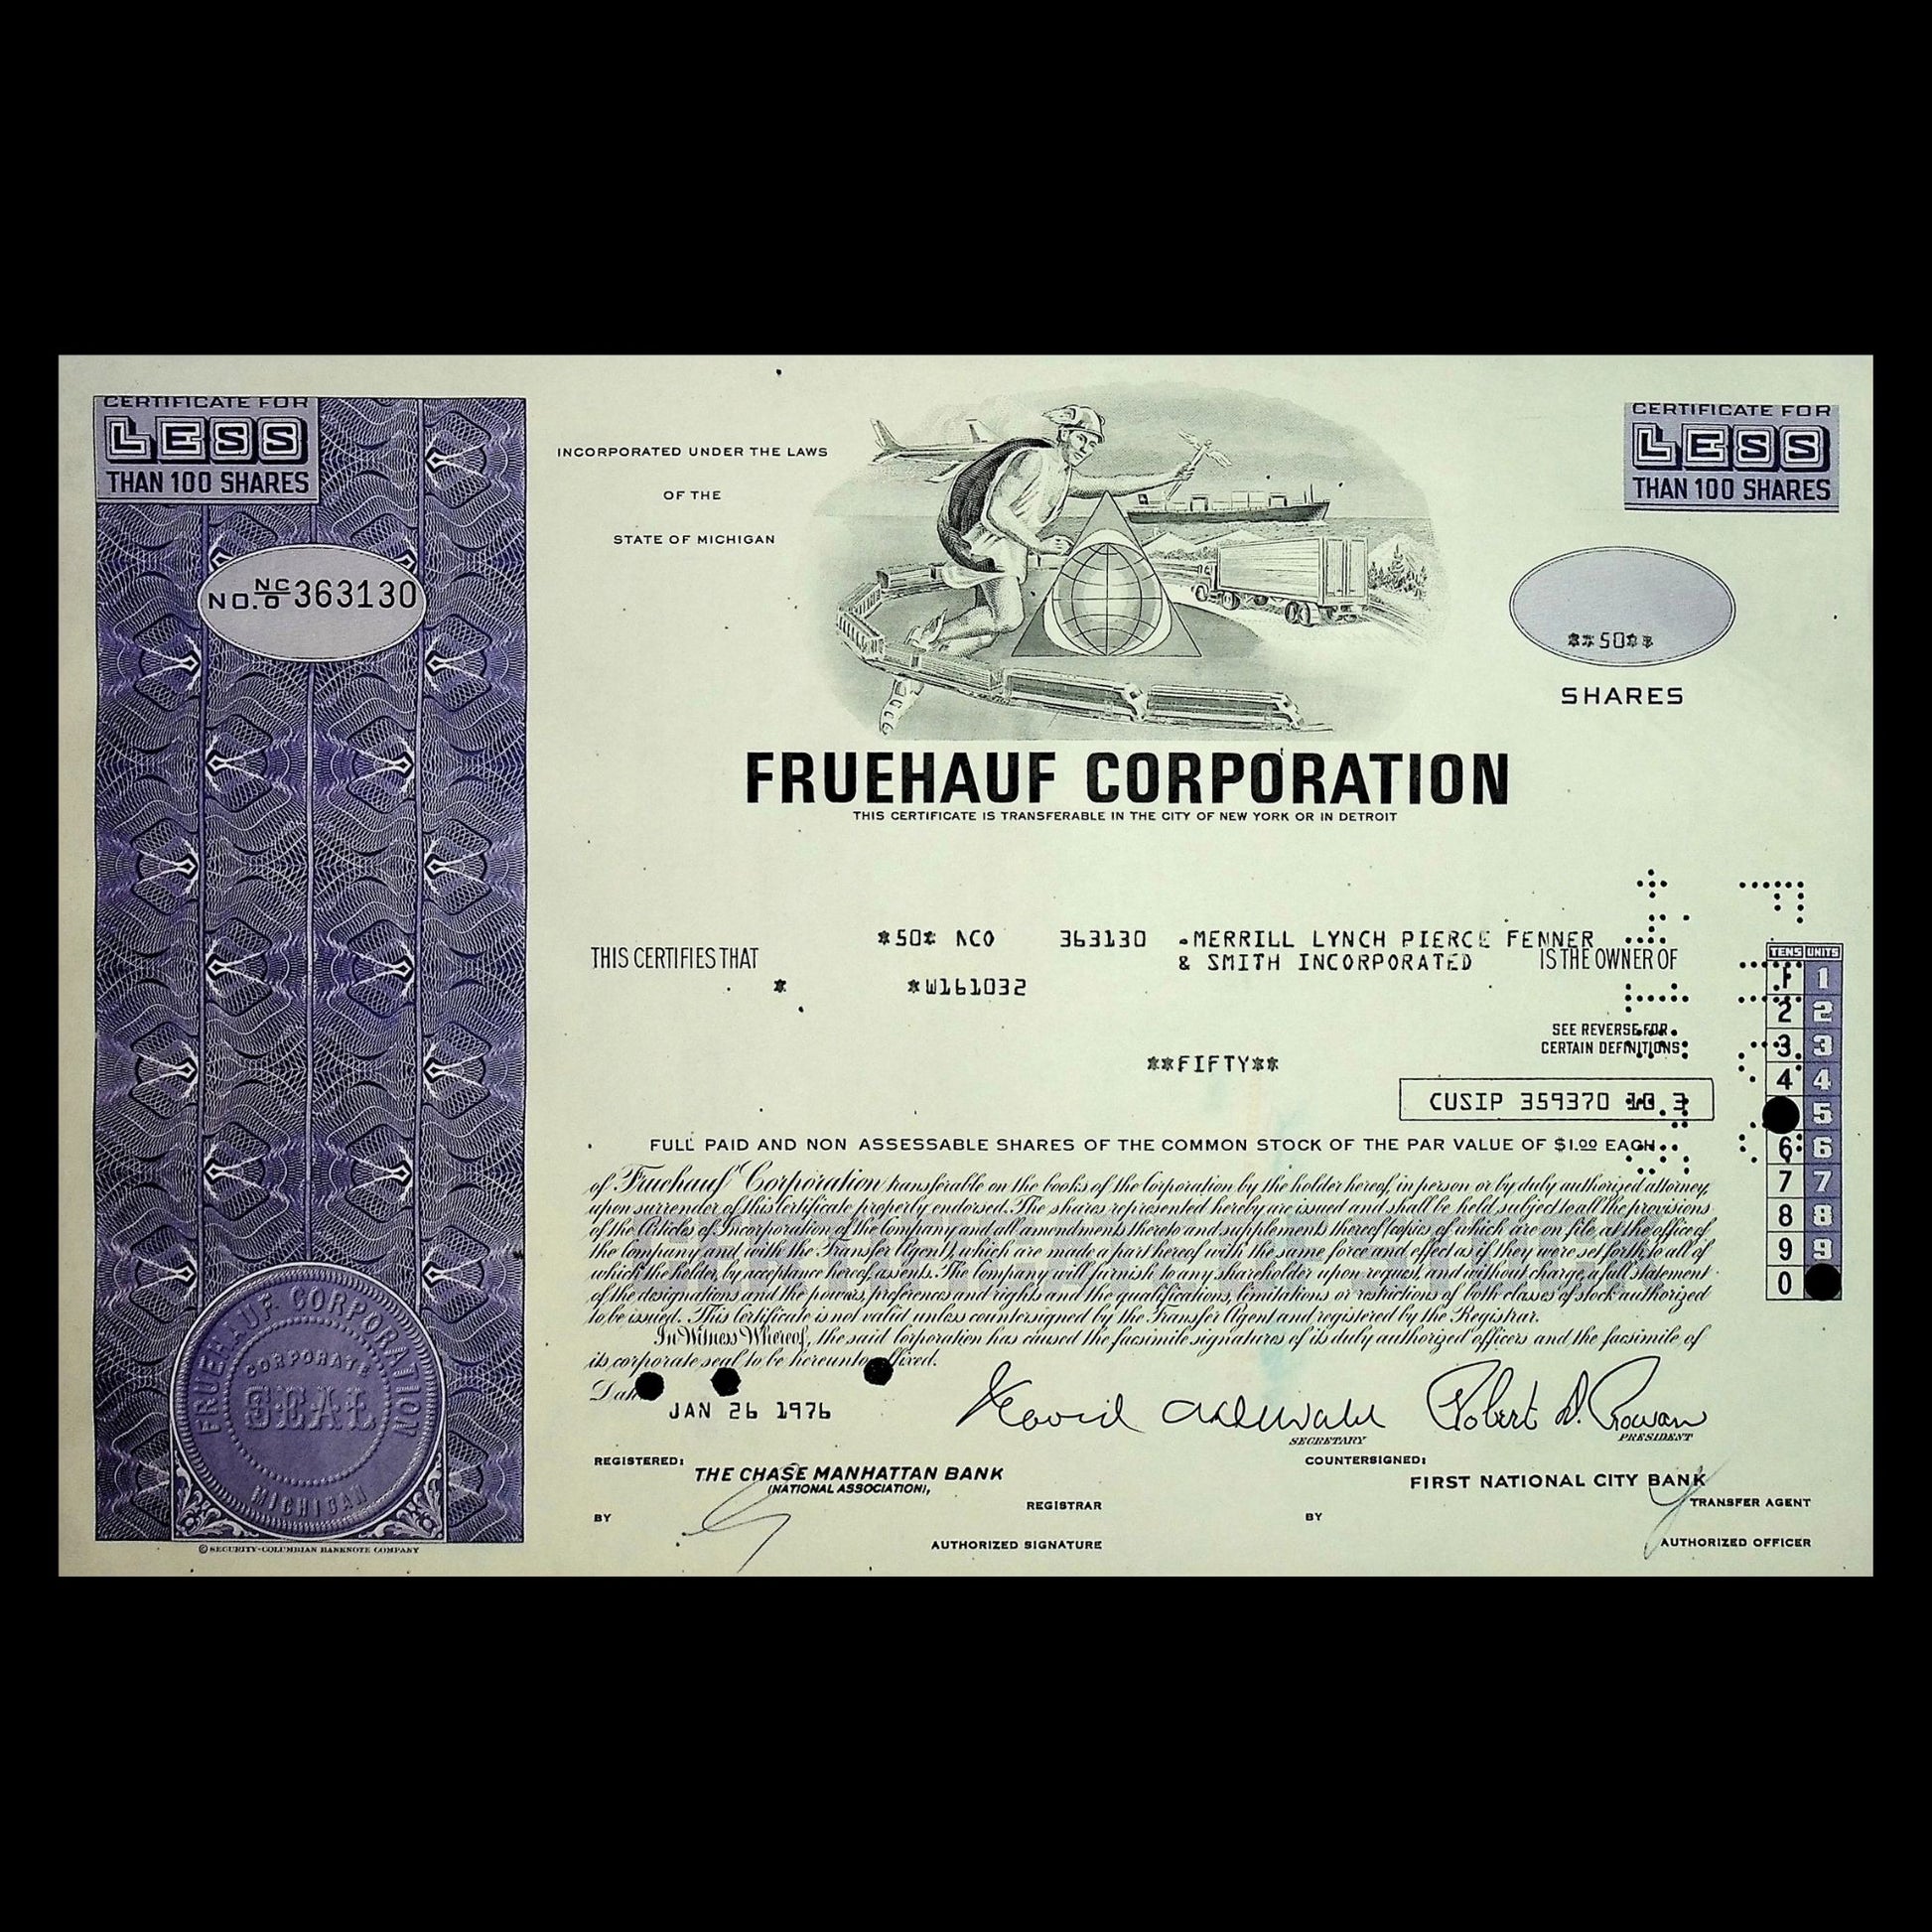 CERTIFICATE FOR
LESS
THAN 100 SHARES
CERTIFICATE FOR
LESS
THAN 100 SHARES
INCORPORATED UNDER THE LAWS
OF THE
STATE OF MICHIGAN
NO. NC O 363130
**50**
SHARES
FRUEHAUF CORPORATION
THIS CERTIFICATE IS TRANSFERABLE IN THE CITY OF NEW YORK OR IN DETROIT
*50* NCO 363130 MERRILL LYNCH PIERCE FENNER
THIS CERTIFIES THAT & SMITH INCORPORATED IS THE OWNER OF
* *W161032
SEE REVERSE FOR
CERTAIN DEFINITIONS
**FIFTY**
CUSIP 359370 10 3
TENS UNITS
1 1
2 2
3 3
4 4
5
6 6
7 7
8 8
9 9
0
FULL PAID AND NON ASSESSABLE SHARES OF THE COMMON STOCK OF THE PAR VALUE OF $1.00 EACH
of Fruehauf Corporation transferable on the books of the Corporation by the holder hereof, in person or by duly authorized attorney,
upon surrender of this Certificate properly endorsed. The shares represented hereby are issued and shall be held subject to all the provisions
of the Articles of Incorporation of the Company and all amendments thereto and supplements thereof (copies of which are on file, at the office of
the Company and with the Transfer Agent), which are made a part hereof with the same force and effect as if they were set forth, to all of
which the holder, by acceptance hereof, assents. The Company will furnish to any shareholder upon request, and without charge, a full statement
of the designations and the powers, preferences and rights and the qualifications, limitations or restrictions of both classes of stock authorized
to be issued. This Certificate is not valid unless countersigned by the Transfer Agent and registered by the Registrar.
In Witness Whereof, the said Corporation has caused the facsimile signatures of its duly authorized officers and the facsimile of
its corporate seal to be hereunto affixed.
JAN 26 1976
Robert D. Rowan
SECRETARY
PRESIDENT
REGISTERED:
THE CHASE MANHATTAN BANK
(NATIONAL ASSOCIATION),
REGISTRAR
BY
AUTHORIZED SIGNATURE
COUNTERSIGNED:
FIRST NATIONAL CITY BANK
TRANSFER AGENT
BY
AUTHORIZED OFFICER
FRUEHAUF CORPORATION
CORPORATE
SEAL
MICHIGAN
© SECURITY-COLUMBIAN BANKNOTE COMPANY